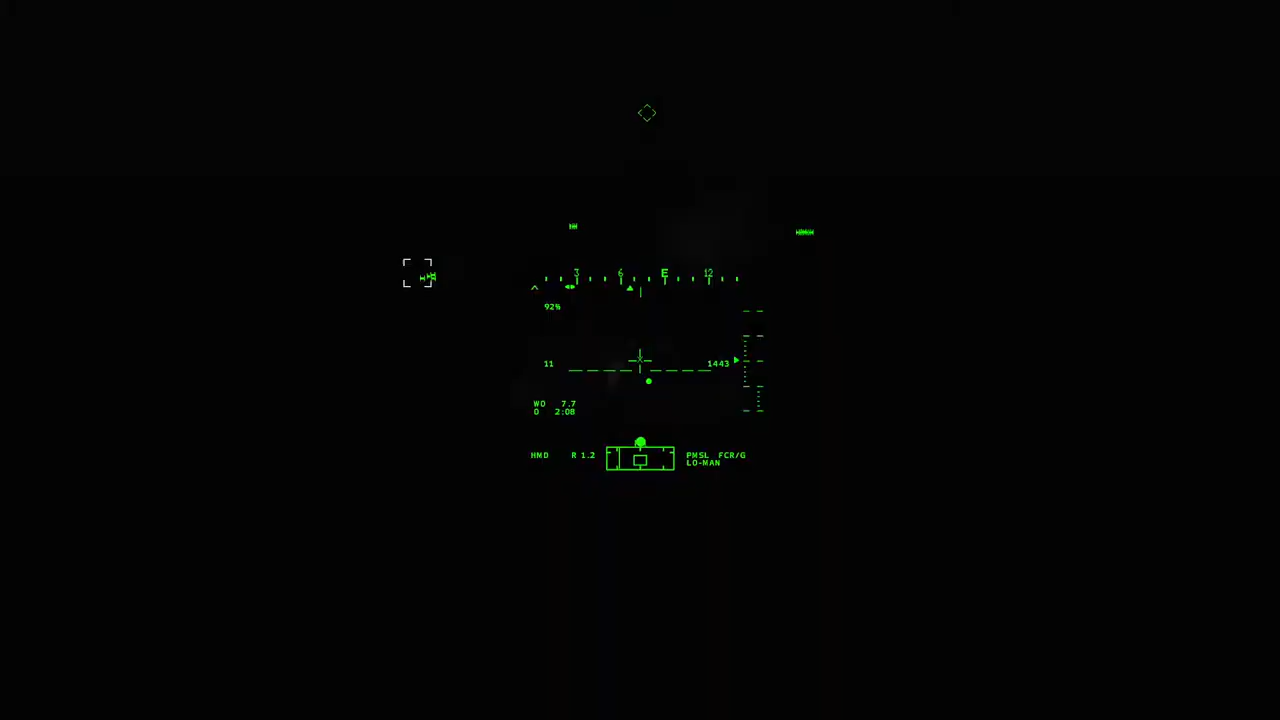 3 6 E 12
92%
11 1443
WO 7.7
0 2:08
HMD R 1.2 PMSL FCR/G
LO-MAN